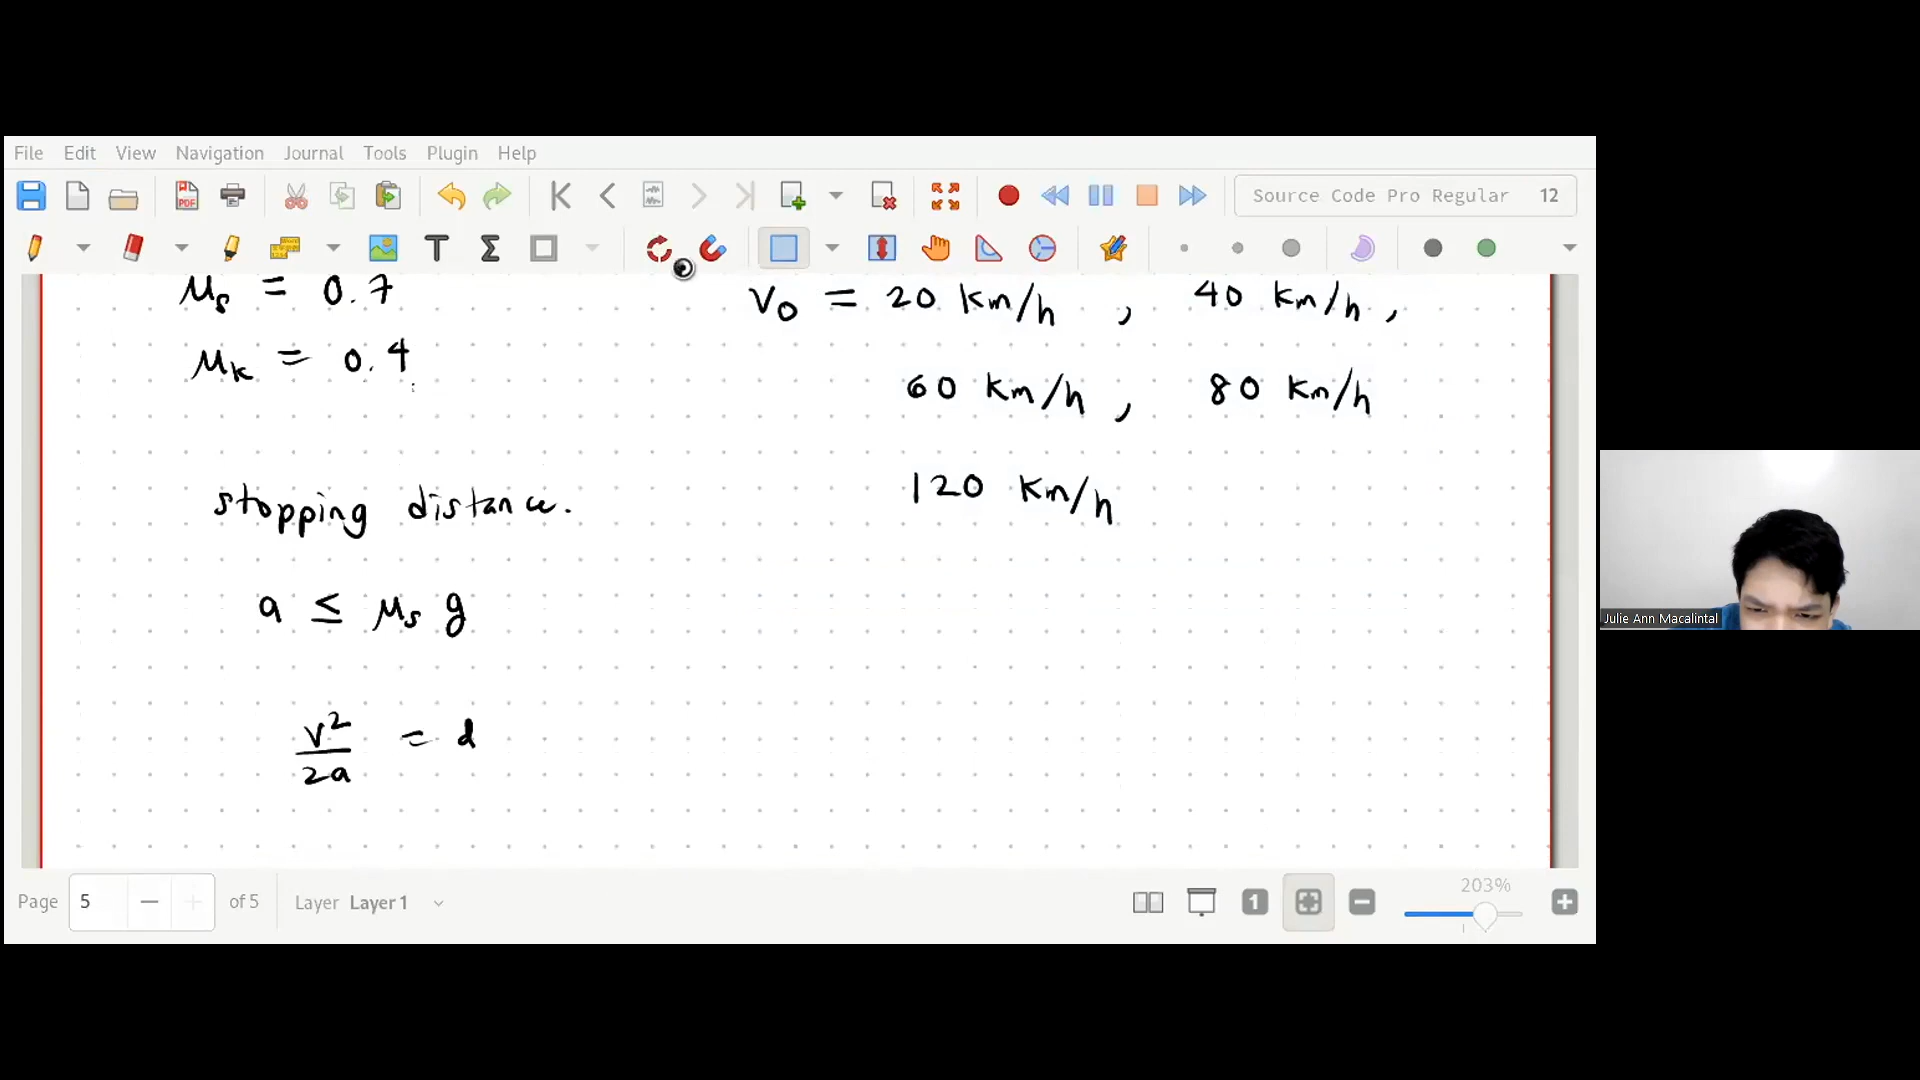 File Edit View Navigation Journal Tools Plugin Help
Source Code Pro Regular 12
μs = 0.7
μk = 0.4
v0 = 20 km/h , 40 km/h ,
60 km/h , 80 km/h
120 km/h
stopping distance.
a ≤ μs g
v²/2a = d
Julie Ann Macalintal
Page 5 of 5 Layer Layer 1
203%